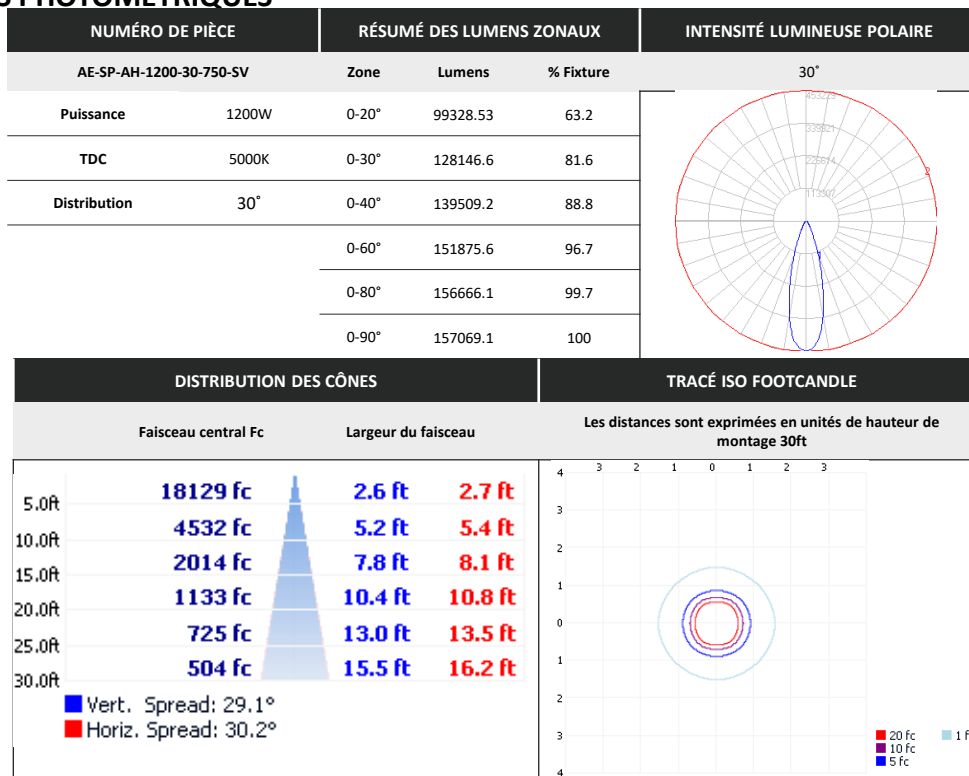 NUMÉRO DE PIÈCE
RÉSUMÉ DES LUMENS ZONAUX
INTENSITÉ LUMINEUSE POLAIRE
AE-SP-AH-1200-30-750-SV
Zone Lumens % Fixture
30°
Puissance 1200W 0-20° 99328.53 63.2
TDC 5000K 0-30° 128146.6 81.6
Distribution 30° 0-40° 139509.2 88.8
0-60° 151875.6 96.7
0-80° 156666.1 99.7
0-90° 157069.1 100
DISTRIBUTION DES CÔNES
TRACÉ ISO FOOTCANDLE
Faisceau central Fc Largeur du faisceau
Les distances sont exprimées en unités de hauteur de
montage 30ft
5.0ft 18129 fc 2.6 ft 2.7 ft
10.0ft 4532 fc 5.2 ft 5.4 ft
15.0ft 2014 fc 7.8 ft 8.1 ft
20.0ft 1133 fc 10.4 ft 10.8 ft
25.0ft 725 fc 13.0 ft 13.5 ft
30.0ft 504 fc 15.5 ft 16.2 ft
Vert. Spread: 29.1°
Horiz. Spread: 30.2°
3 2 1 0 1 2 3
4
3
2
1
0
1
2
3
4
20 fc
10 fc
5 fc